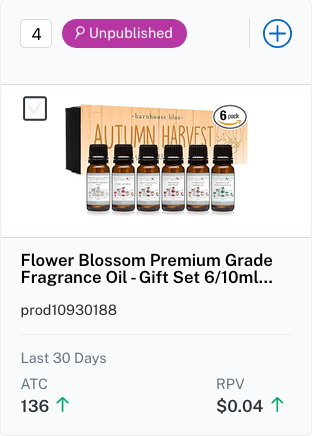 4
Unpublished
barnhouse blue
6
pack
AUTUMN HARVEST
Flower Blossom Premium Grade
Fragrance Oil - Gift Set 6/10ml...
prod10930188
Last 30 Days
ATC RPV
136 $0.04